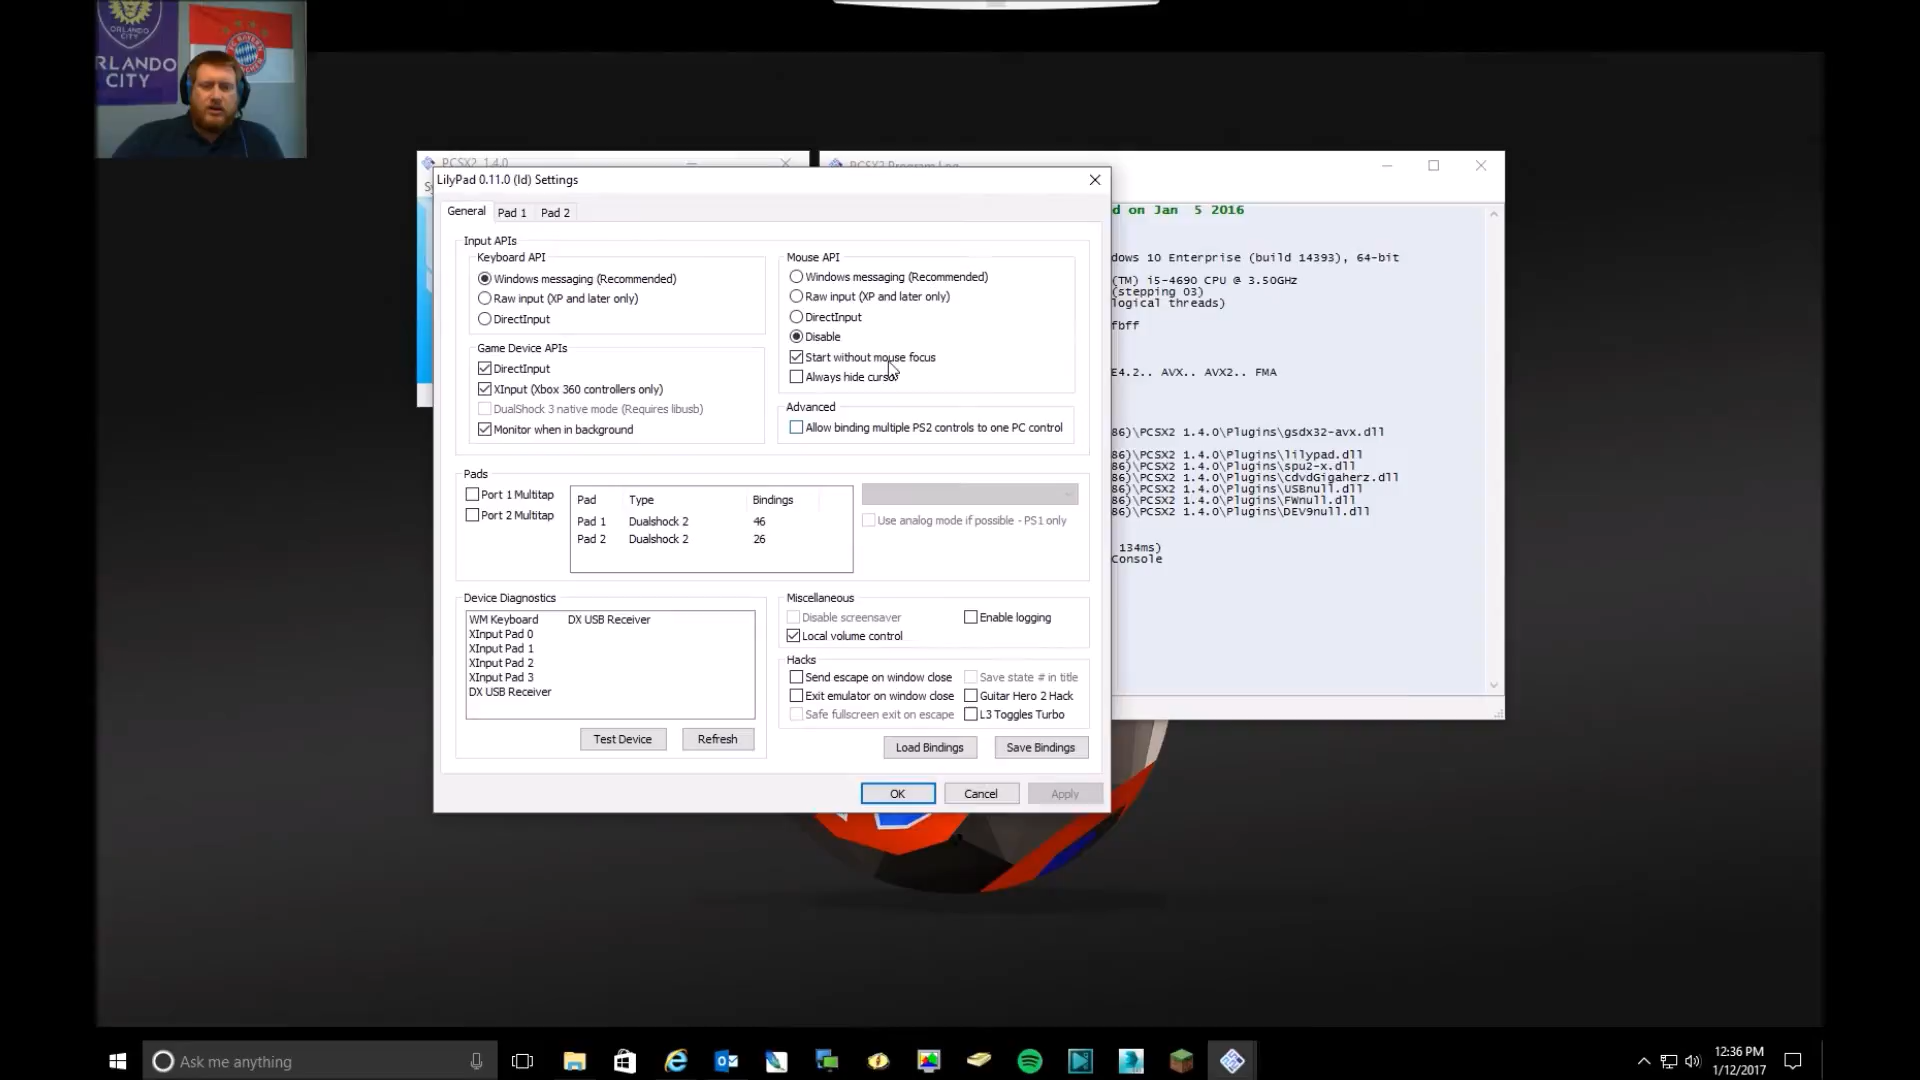 ORLANDO
CITY
ORLANDO CITY
FC BAYERN
PCSX2 1.4.0
PCSX2 Program Log
LilyPad 0.11.0 (ld) Settings
General
Pad 1
Pad 2
Input APIs
Keyboard API
Windows messaging (Recommended)
Raw input (XP and later only)
DirectInput
Mouse API
Windows messaging (Recommended)
Raw input (XP and later only)
DirectInput
Disable
Start without mouse focus
Always hide cursor
Game Device APIs
DirectInput
XInput (Xbox 360 controllers only)
DualShock 3 native mode (Requires libusb)
Monitor when in background
Advanced
Allow binding multiple PS2 controls to one PC control
Pads
Port 1 Multitap
Port 2 Multitap
Pad Type Bindings
Pad 1 Dualshock 2 46
Pad 2 Dualshock 2 26
Use analog mode if possible - PS1 only
Device Diagnostics
WM Keyboard DX USB Receiver
XInput Pad 0
XInput Pad 1
XInput Pad 2
XInput Pad 3
DX USB Receiver
Test Device
Refresh
Miscellaneous
Disable screensaver
Enable logging
Local volume control
Hacks
Send escape on window close
Save state # in title
Exit emulator on window close
Guitar Hero 2 Hack
Safe fullscreen exit on escape
L3 Toggles Turbo
Load Bindings
Save Bindings
OK
Cancel
Apply
d on Jan 5 2016
dows 10 Enterprise (build 14393), 64-bit
(TM) i5-4690 CPU @ 3.50GHz
(stepping 03)
logical threads)
fbff
E4.2.. AVX.. AVX2.. FMA
86)\PCSX2 1.4.0\Plugins\gsdx32-avx.dll
86)\PCSX2 1.4.0\Plugins\lilypad.dll
86)\PCSX2 1.4.0\Plugins\spu2-x.dll
86)\PCSX2 1.4.0\Plugins\cdvdGigaherz.dll
86)\PCSX2 1.4.0\Plugins\USBnull.dll
86)\PCSX2 1.4.0\Plugins\FWnull.dll
86)\PCSX2 1.4.0\Plugins\DEV9null.dll
134ms)
Console
Ask me anything
12:36 PM
1/12/2017